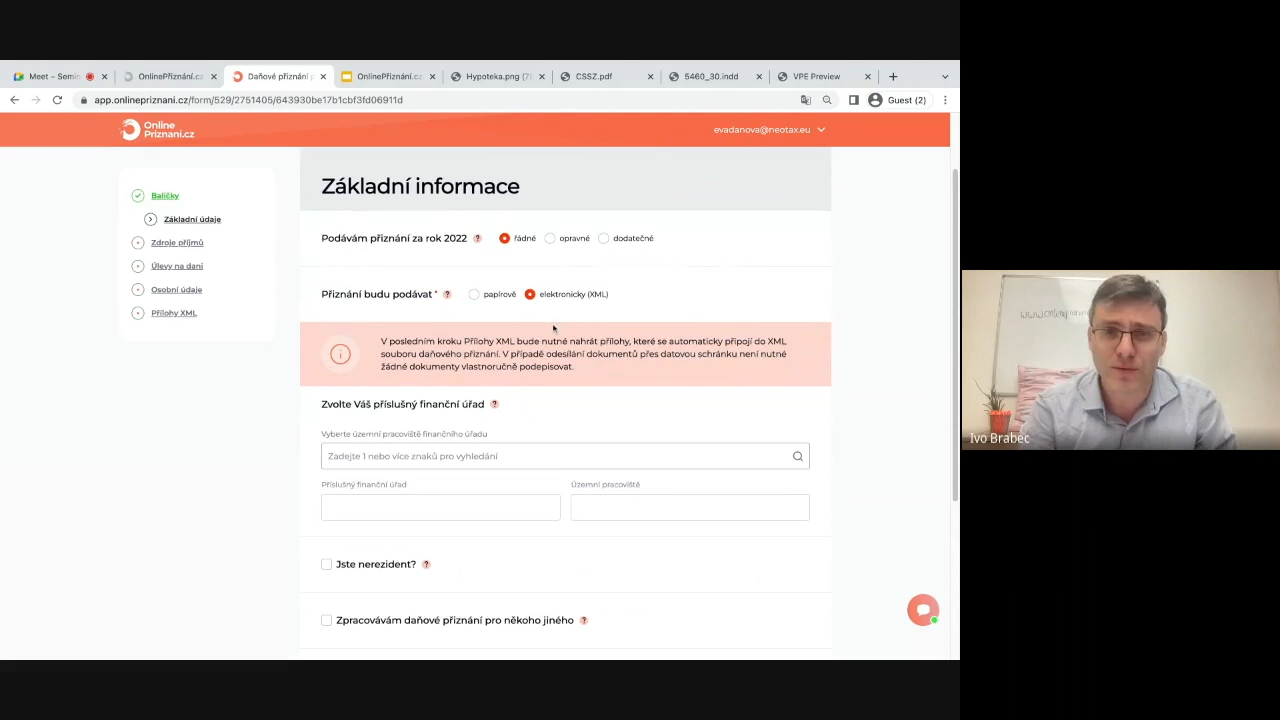 Meet – Semin
OnlinePřiznání.cz
Daňové přiznání p
OnlinePřiznání.cz
Hypoteka.png (7
CSSZ.pdf
5460_30.indd
VPE Preview
app.onlinepriznani.cz/form/529/2751405/643930be17b1cbf3fd06911d
Guest (2)
Online
Priznani.cz
evadanova@neotax.eu
Balíčky
Základní údaje
Zdroje příjmů
Úlevy na dani
Osobní údaje
Přílohy XML
Základní informace
Podávám přiznání za rok 2022 ? řádné opravné dodatečné
Přiznání budu podávat * ? papírově elektronicky (XML)
V posledním kroku Přílohy XML bude nutné nahrát přílohy, které se automaticky připojí do XML
souboru daňového přiznání. V případě odesílání dokumentů přes datovou schránku není nutné
žádné dokumenty vlastnoručně podepisovat.
Zvolte Váš příslušný finanční úřad ?
Vyberte územní pracoviště finančního úřadu
Zadejte 1 nebo více znaků pro vyhledání
Příslušný finanční úřad
Územní pracoviště
Jste nerezident? ?
Zpracovávám daňové přiznání pro někoho jiného ?
Ivo Brabec